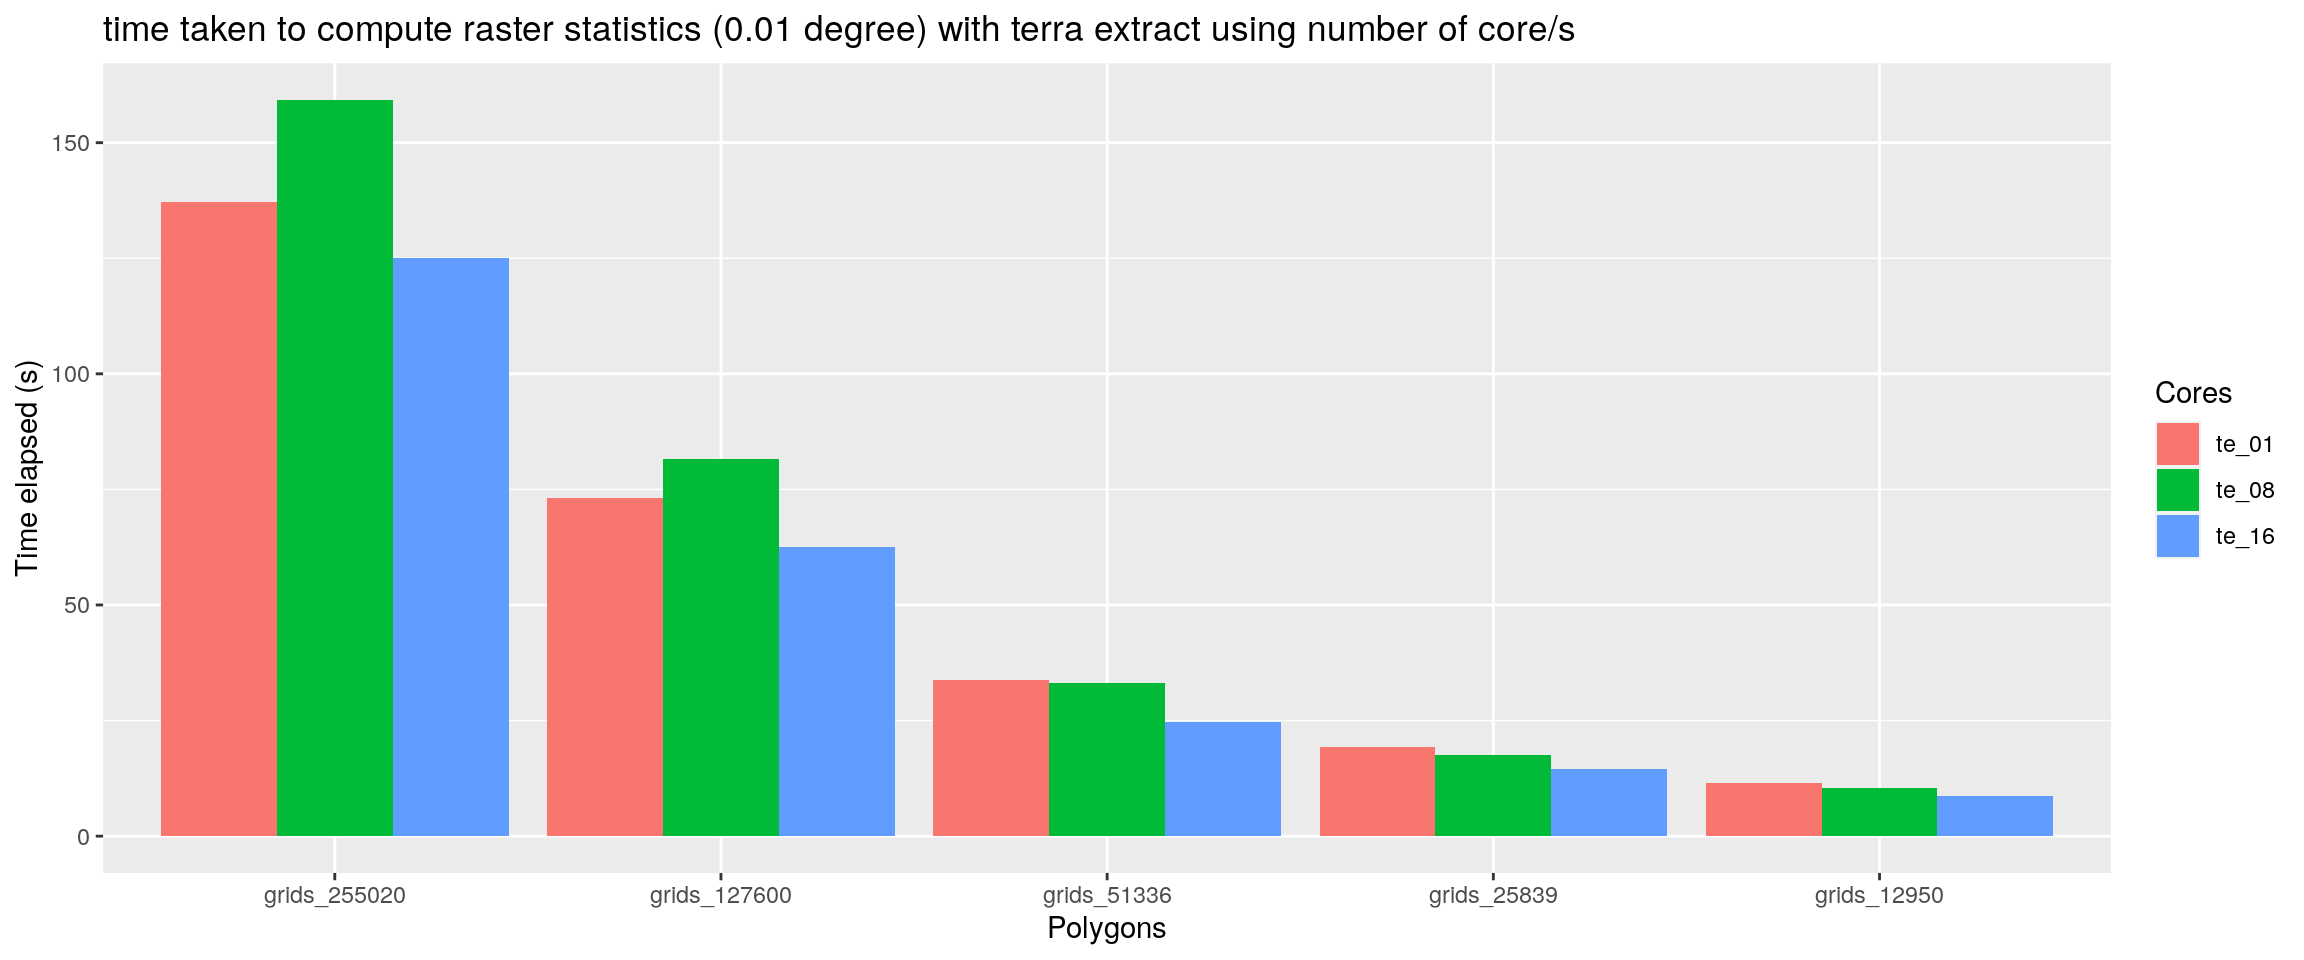 time taken to compute raster statistics (0.01 degree) with terra extract using number of core/s
Time elapsed (s)
150
100
50
0
grids_255020 grids_127600 grids_51336 grids_25839 grids_12950
Polygons
Cores
te_01
te_08
te_16